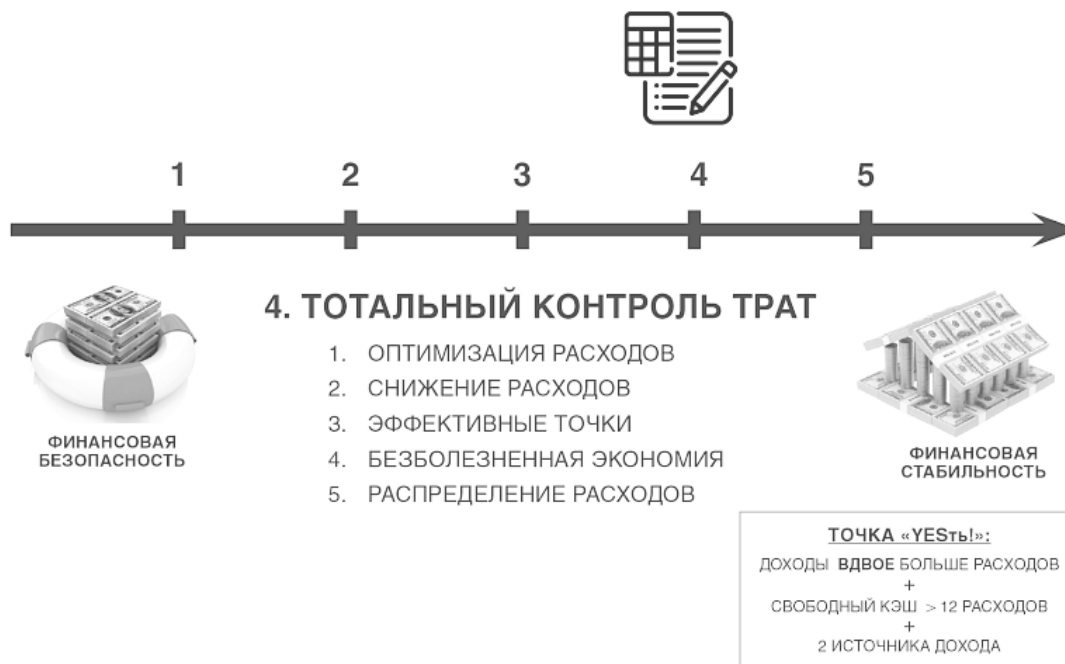 1 2 3 4 5
4. ТОТАЛЬНЫЙ КОНТРОЛЬ ТРАТ
1. ОПТИМИЗАЦИЯ РАСХОДОВ
2. СНИЖЕНИЕ РАСХОДОВ
3. ЭФФЕКТИВНЫЕ ТОЧКИ
4. БЕЗБОЛЕЗНЕННАЯ ЭКОНОМИЯ
5. РАСПРЕДЕЛЕНИЕ РАСХОДОВ
ФИНАНСОВАЯ
БЕЗОПАСНОСТЬ
ФИНАНСОВАЯ
СТАБИЛЬНОСТЬ
ТОЧКА «YESть!»:
ДОХОДЫ ВДВОЕ БОЛЬШЕ РАСХОДОВ
+
СВОБОДНЫЙ КЭШ > 12 РАСХОДОВ
+
2 ИСТОЧНИКА ДОХОДА